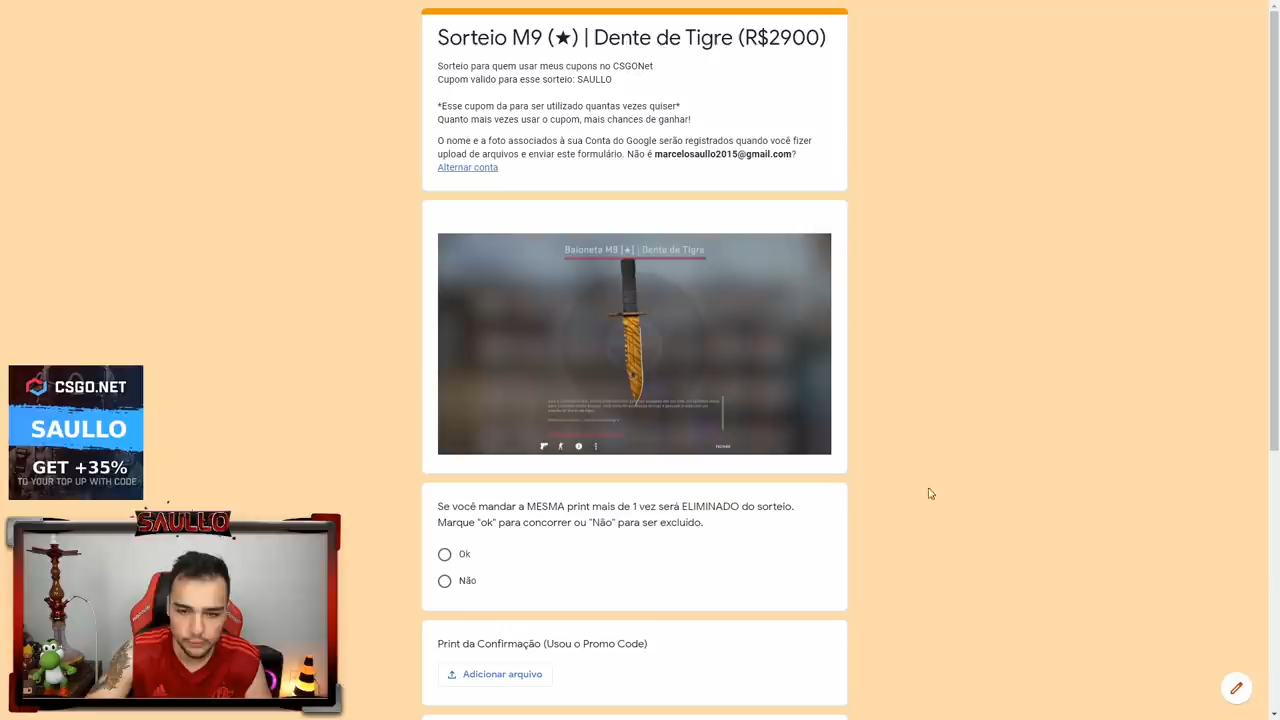 Sorteio M9 (★) | Dente de Tigre (R$2900)
Sorteio para quem usar meus cupons no CSGONet
Cupom valido para esse sorteio: SAULLO
*Esse cupom da para ser utilizado quantas vezes quiser*
Quanto mais vezes usar o cupom, mais chances de ganhar!
O nome e a foto associados à sua Conta do Google serão registrados quando você fizer
upload de arquivos e enviar este formulário. Não é marcelosaullo2015@gmail.com?
Alternar conta
Baioneta M9 (★) | Dente de Tigre
FECHAR
Se você mandar a MESMA print mais de 1 vez será ELIMINADO do sorteio.
Marque "ok" para concorrer ou "Não" para ser excluido.
Ok
Não
Print da Confirmação (Usou o Promo Code)
Adicionar arquivo
CSGO.NET
SAULLO
GET +35%
TO YOUR TOP UP WITH CODE
SAULLO